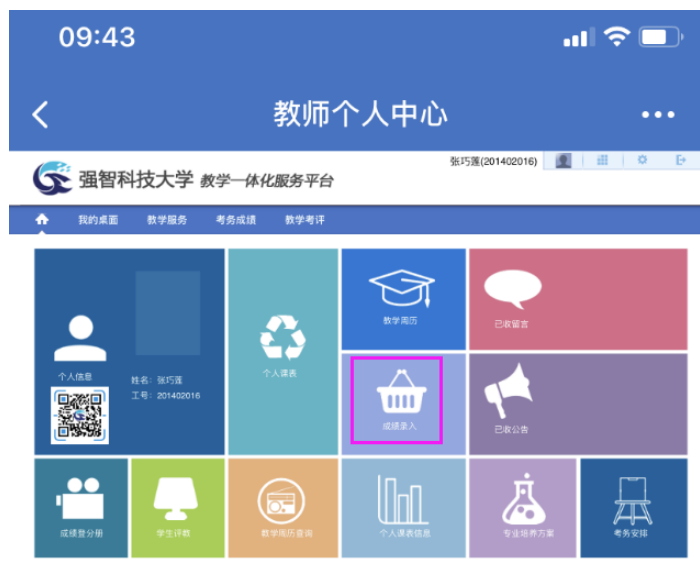 09:43
教师个人中心
强智科技大学 教学一体化服务平台
张巧莲(201402016)
我的桌面 教学服务 考务成绩 教学考评
个人信息
姓名: 张巧莲
工号: 201402016
个人课表
教学周历
已收留言
成绩录入
已收公告
成绩登分册
学生评教
教学周历查询
个人课表信息
专业培养方案
考务安排